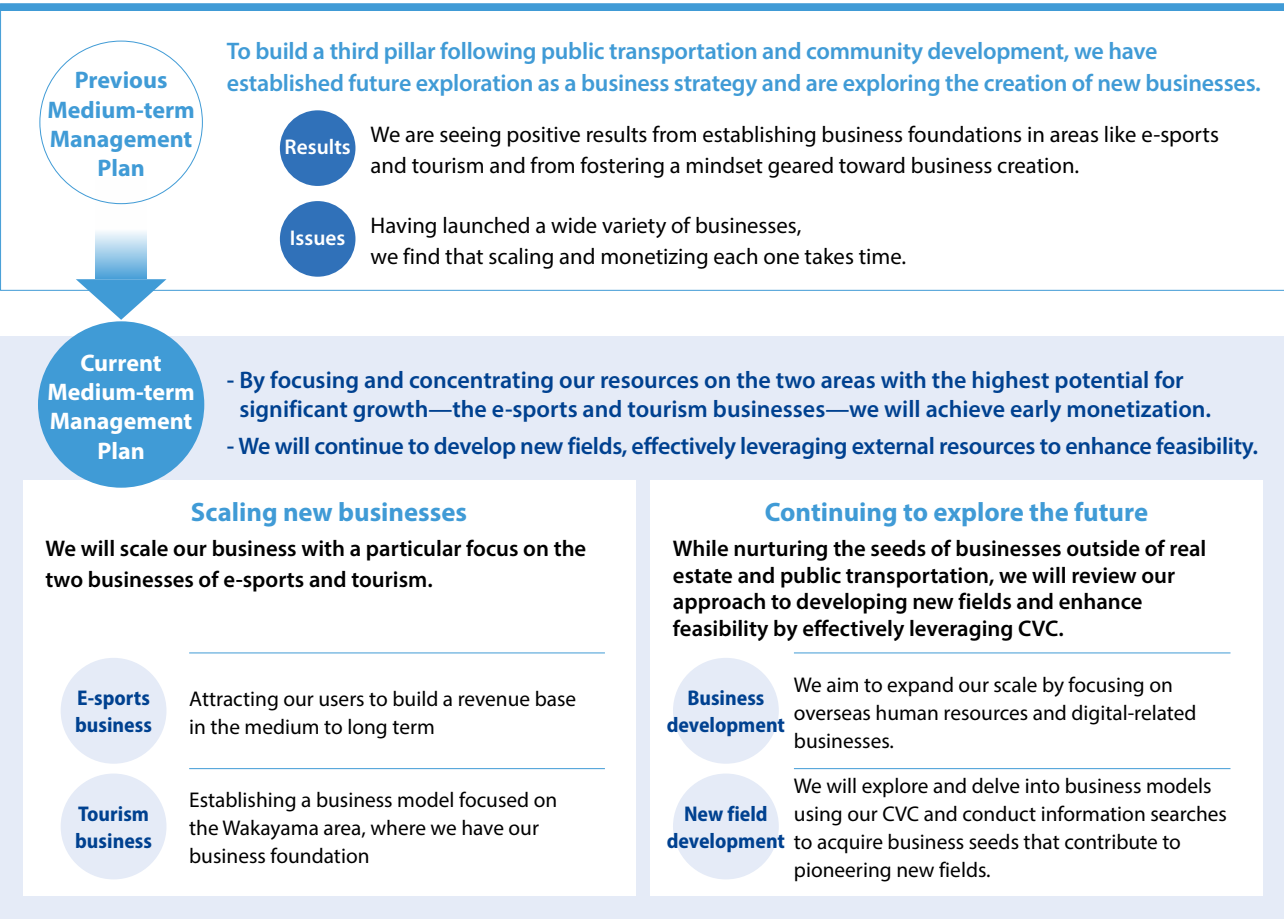 Previous
Medium-term
Management
Plan
To build a third pillar following public transportation and community development, we have
established future exploration as a business strategy and are exploring the creation of new businesses.
Results
We are seeing positive results from establishing business foundations in areas like e-sports
and tourism and from fostering a mindset geared toward business creation.
Issues
Having launched a wide variety of businesses,
we find that scaling and monetizing each one takes time.
Current
Medium-term
Management
Plan
- By focusing and concentrating our resources on the two areas with the highest potential for
significant growth—the e-sports and tourism businesses—we will achieve early monetization.
- We will continue to develop new fields, effectively leveraging external resources to enhance feasibility.
Scaling new businesses
We will scale our business with a particular focus on the
two businesses of e-sports and tourism.
E-sports
business
Attracting our users to build a revenue base
in the medium to long term
Tourism
business
Establishing a business model focused on
the Wakayama area, where we have our
business foundation
Continuing to explore the future
While nurturing the seeds of businesses outside of real
estate and public transportation, we will review our
approach to developing new fields and enhance
feasibility by effectively leveraging CVC.
Business
development
We aim to expand our scale by focusing on
overseas human resources and digital-related
businesses.
New field
development
We will explore and delve into business models
using our CVC and conduct information searches
to acquire business seeds that contribute to
pioneering new fields.